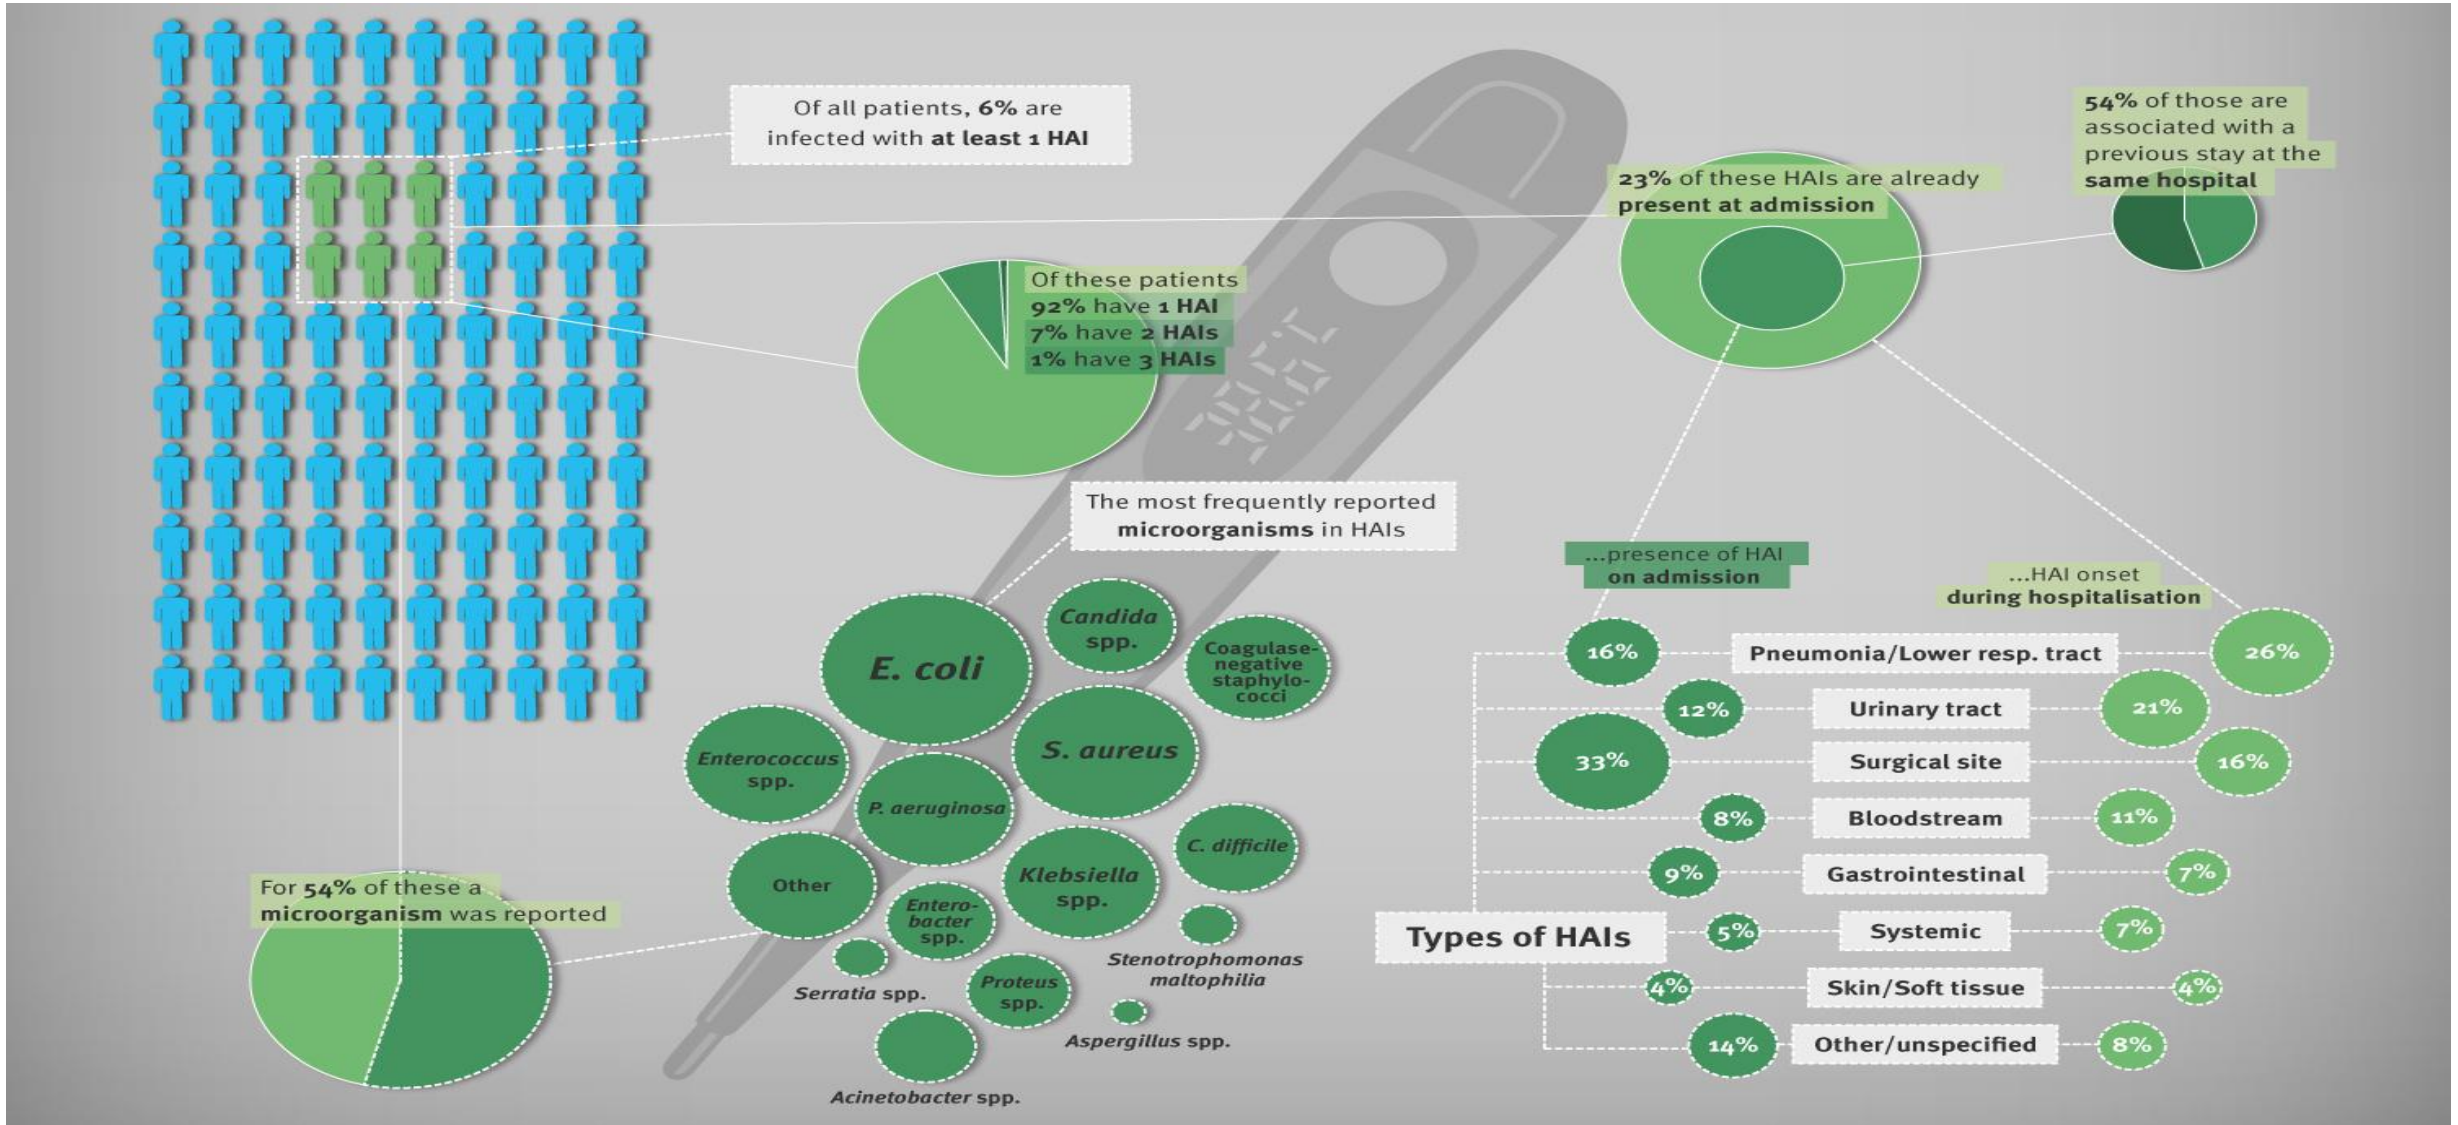 Of all patients, 6% are
infected with at least 1 HAI
23% of these HAIs are already
present at admission
54% of those are
associated with a
previous stay at the
same hospital
Of these patients
92% have 1 HAI
7% have 2 HAIs
1% have 3 HAIs
38.6°C
The most frequently reported
microorganisms in HAIs
E. coli
Candida
spp.
Coagulase-
negative
staphylo-
cocci
Enterococcus
spp.
P. aeruginosa
S. aureus
Other
Entero-
bacter
spp.
Klebsiella
spp.
C. difficile
Serratia spp.
Proteus
spp.
Stenotrophomonas
maltophilia
Acinetobacter spp.
Aspergillus spp.
For 54% of these a
microorganism was reported
...presence of HAI
on admission
...HAI onset
during hospitalisation
Types of HAIs
16% Pneumonia/Lower resp. tract 26%
12% Urinary tract 21%
33% Surgical site 16%
8% Bloodstream 11%
9% Gastrointestinal 7%
5% Systemic 7%
4% Skin/Soft tissue 4%
14% Other/unspecified 8%